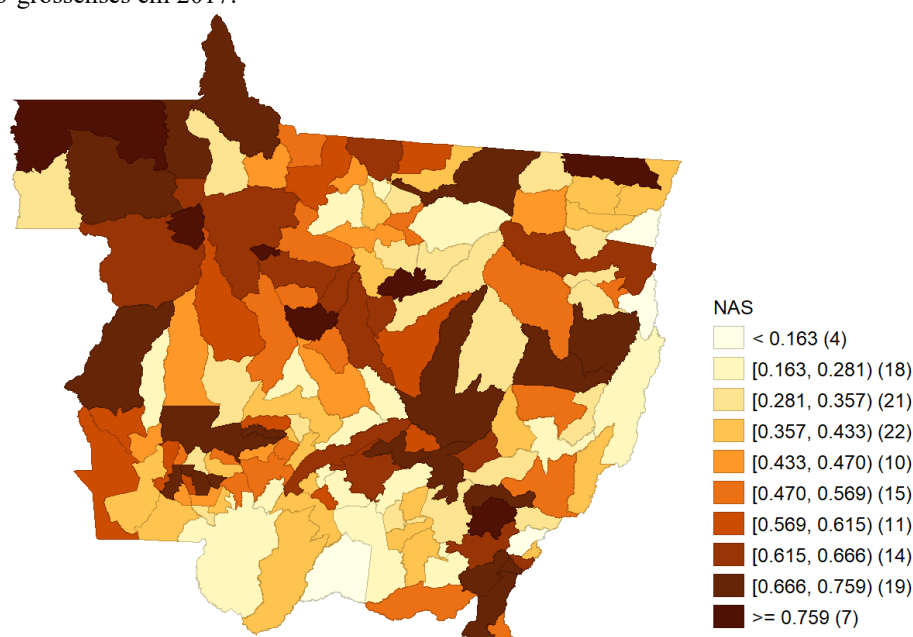 em 2017.
NAS
< 0.163 (4)
[0.163, 0.281) (18)
[0.281, 0.357) (21)
[0.357, 0.433) (22)
[0.433, 0.470) (10)
[0.470, 0.569) (15)
[0.569, 0.615) (11)
[0.615, 0.666) (14)
[0.666, 0.759) (19)
>= 0.759 (7)